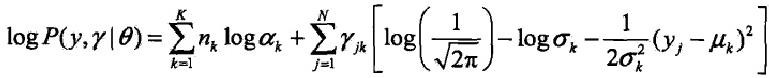 log P(y, γ | θ) = ∑_{k=1}^{K} n_k log α_k + ∑_{j=1}^{N} γ_{jk} [ log( 1/√(2π) ) − log σ_k − 1/(2σ_k^2) (y_j − μ_k)^2 ]